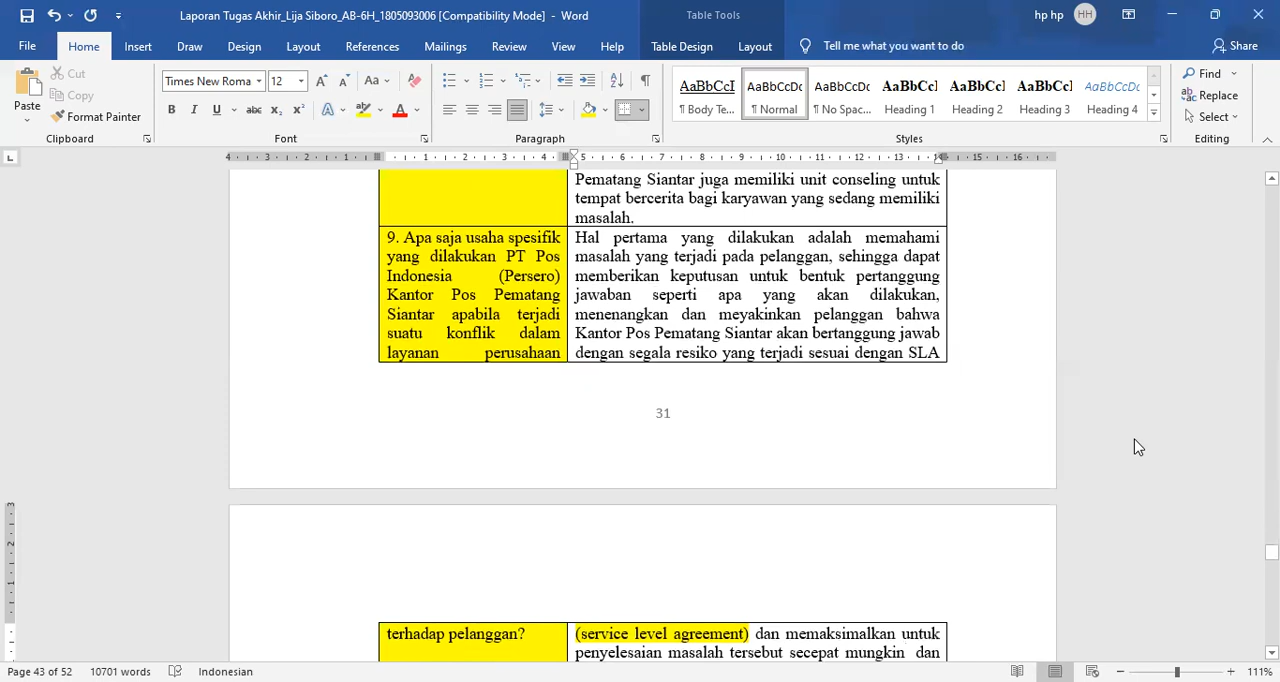 Laporan Tugas Akhir_Lija Siboro_AB-6H_1805093006 [Compatibility Mode] - Word
Table Tools
hp hp
HH
File
Home
Insert
Draw
Design
Layout
References
Mailings
Review
View
Help
Table Design
Layout
Tell me what you want to do
Share
Paste
Cut
Copy
Format Painter
Clipboard
Times New Roma
12
Font
Paragraph
AaBbCcI
¶ Body Te...
AaBbCcDc
¶ Normal
AaBbCcDc
¶ No Spac...
AaBbCcI
Heading 1
AaBbCcI
Heading 2
AaBbCcI
Heading 3
AaBbCcDc
Heading 4
Styles
Find
Replace
Select
Editing
Pematang Siantar juga memiliki unit conseling untuk
tempat bercerita bagi karyawan yang sedang memiliki
masalah.
9. Apa saja usaha spesifik
yang dilakukan PT Pos
Indonesia (Persero)
Kantor Pos Pematang
Siantar apabila terjadi
suatu konflik dalam
layanan perusahaan
Hal pertama yang dilakukan adalah memahami
masalah yang terjadi pada pelanggan, sehingga dapat
memberikan keputusan untuk bentuk pertanggung
jawaban seperti apa yang akan dilakukan,
menenangkan dan meyakinkan pelanggan bahwa
Kantor Pos Pematang Siantar akan bertanggung jawab
dengan segala resiko yang terjadi sesuai dengan SLA
31
terhadap pelanggan?
(service level agreement) dan memaksimalkan untuk
penyelesaian masalah tersebut secepat mungkin dan
Page 43 of 52
10701 words
Indonesian
111%